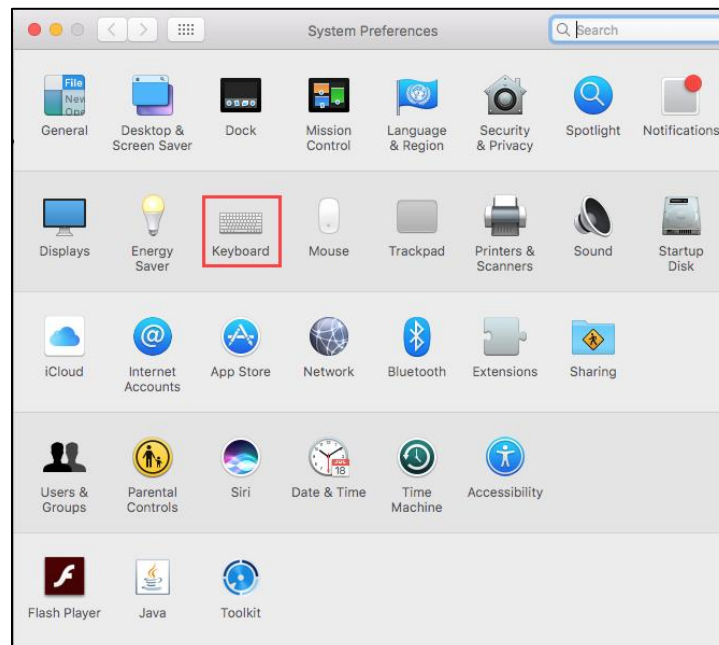 System Preferences
Search
File
New
Ope
General
Desktop &
Screen Saver
Dock
Mission
Control
Language
& Region
Security
& Privacy
Spotlight
Notifications
Displays
Energy
Saver
Keyboard
Mouse
Trackpad
Printers &
Scanners
Sound
Startup
Disk
iCloud
Internet
Accounts
App Store
Network
Bluetooth
Extensions
Sharing
Users &
Groups
Parental
Controls
Siri
18
Date & Time
Time
Machine
Accessibility
Flash Player
Java
Toolkit